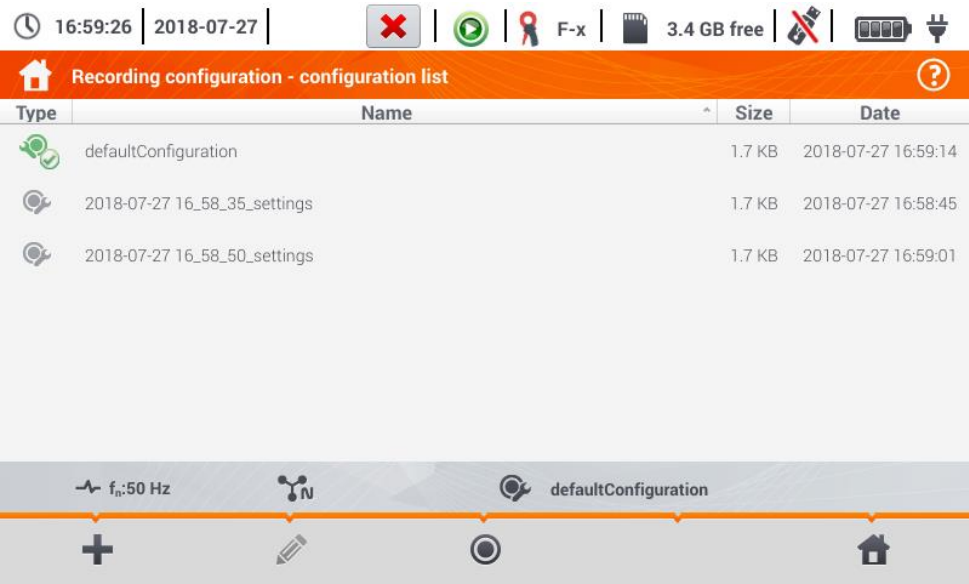 16:59:26 2018-07-27 F-x 3.4 GB free
Recording configuration - configuration list ?
Type Name Size Date
defaultConfiguration 1.7 KB 2018-07-27 16:59:14
2018-07-27 16_58_35_settings 1.7 KB 2018-07-27 16:58:45
2018-07-27 16_58_50_settings 1.7 KB 2018-07-27 16:59:01
fn:50 Hz N defaultConfiguration